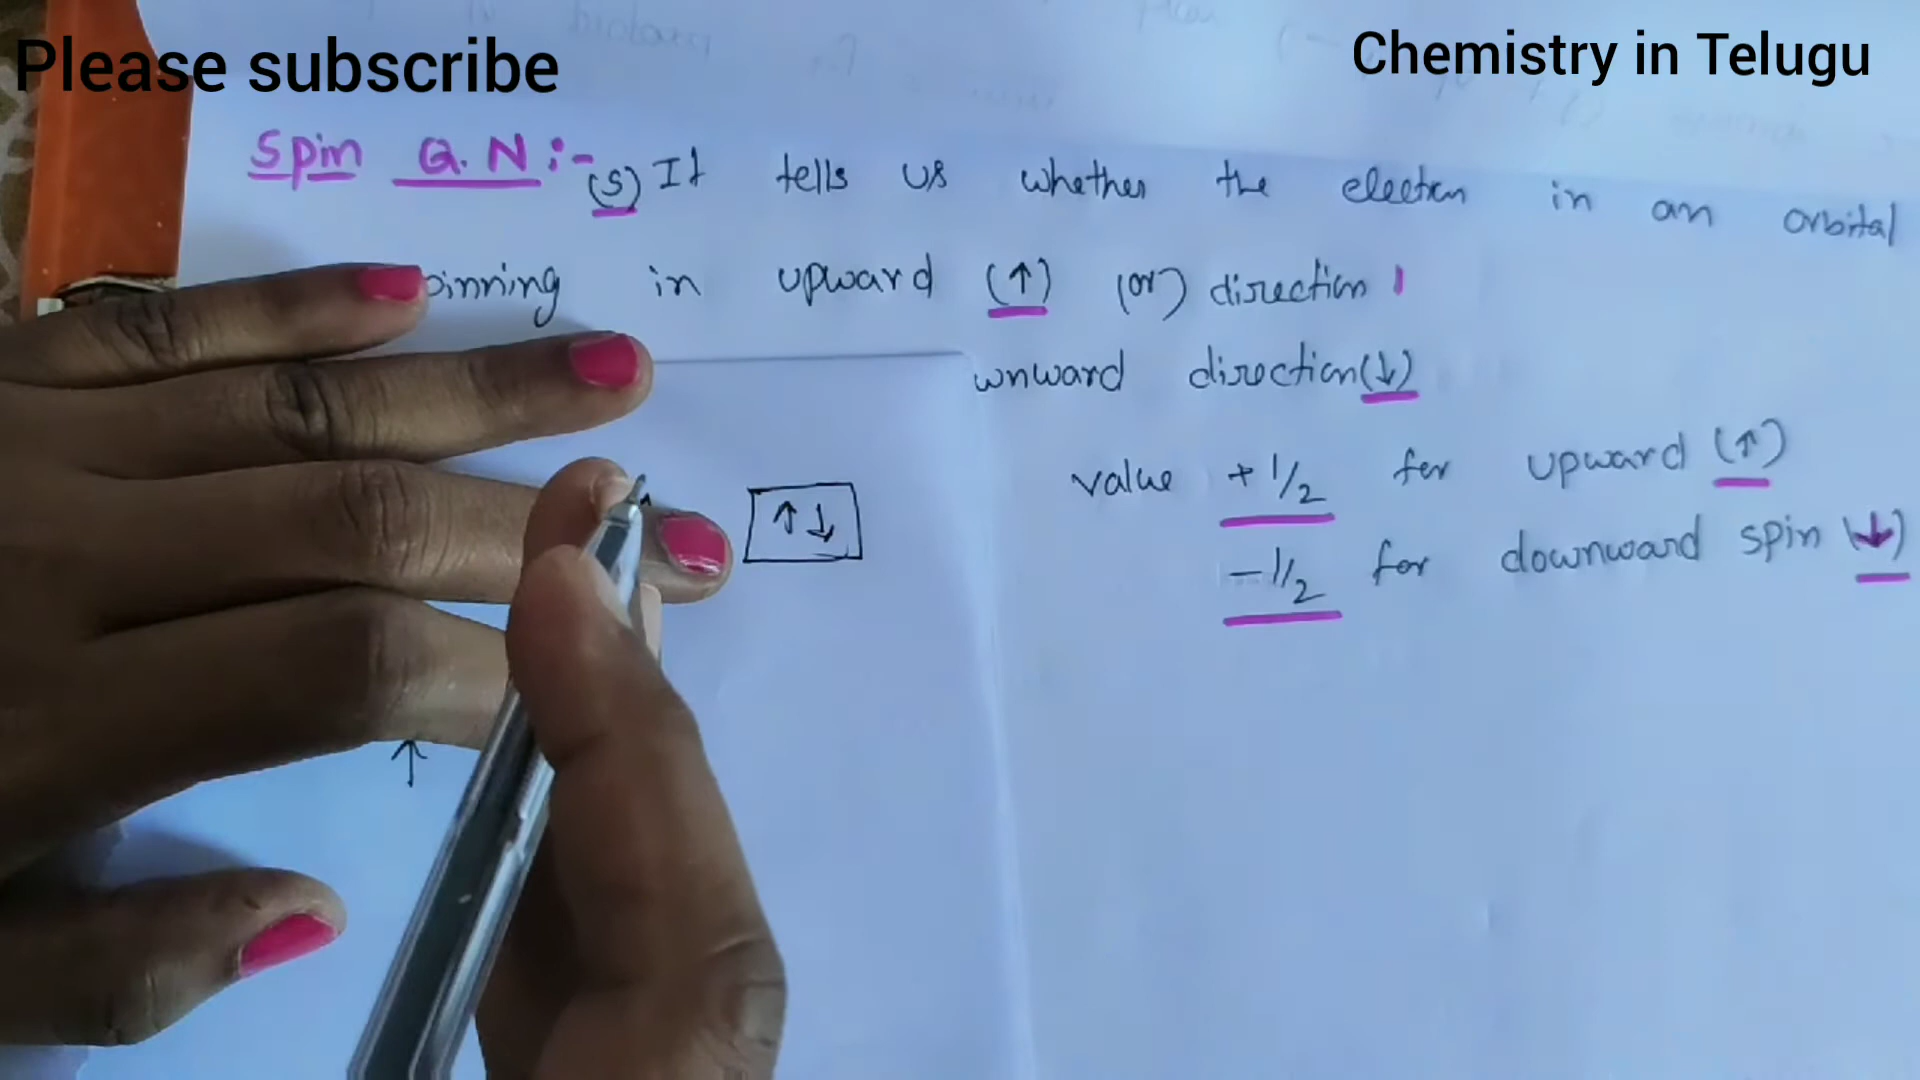 Please subscribe
Chemistry in Telugu
Spin Q.N :- (s) It tells us whether the electrn in an orbital
pinning in upward (↑) (or) direction
wnward direction(↓)
value +1/2 for upward (↑)
-1/2 for downward spin (↓)
↑↓
↑